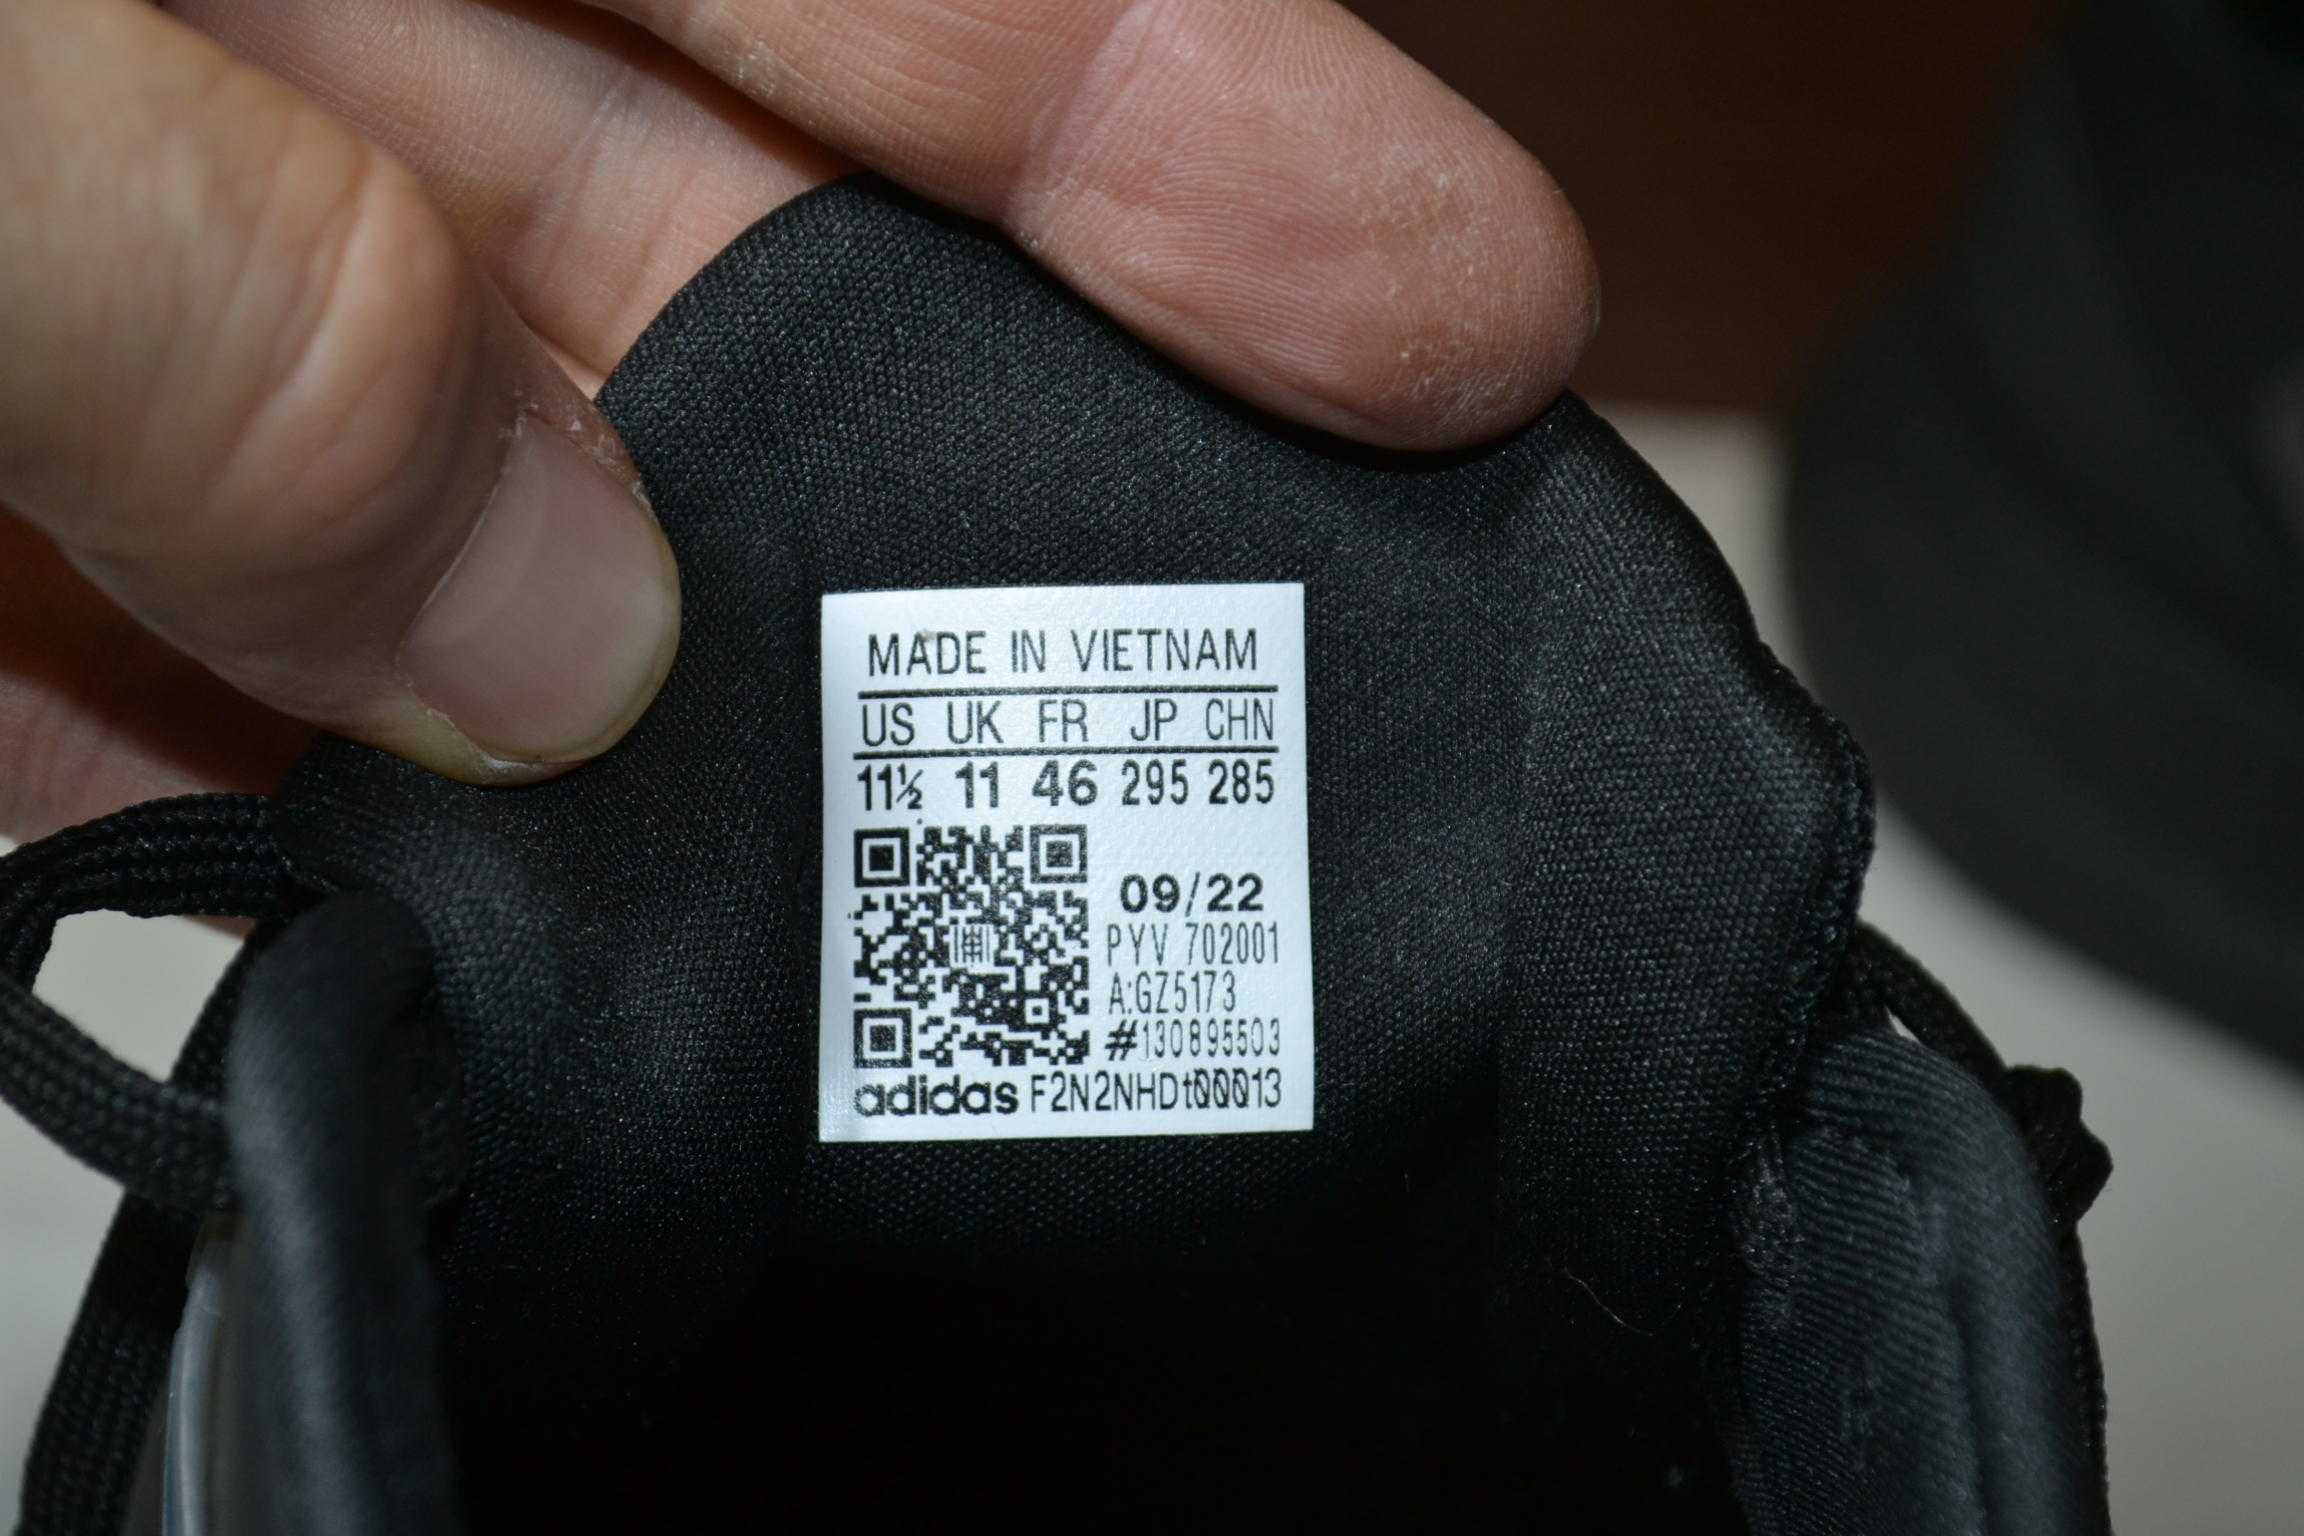 MADE IN VIETNAM
US UK FR JP CHN
11½ 11 46 295 285
09/22
PYV 702001
A:GZ5173
#130895503
adidas F2N2NHDt00013